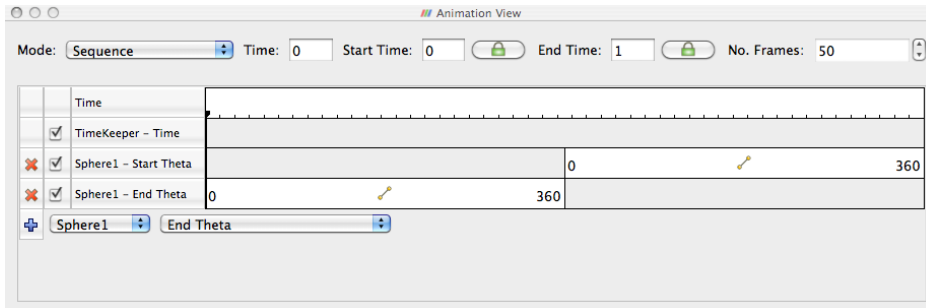 Animation View
Mode: Sequence Time: 0 Start Time: 0 End Time: 1 No. Frames: 50
Time
TimeKeeper - Time
Sphere1 - Start Theta 0 360
Sphere1 - End Theta 0 360
Sphere1 End Theta